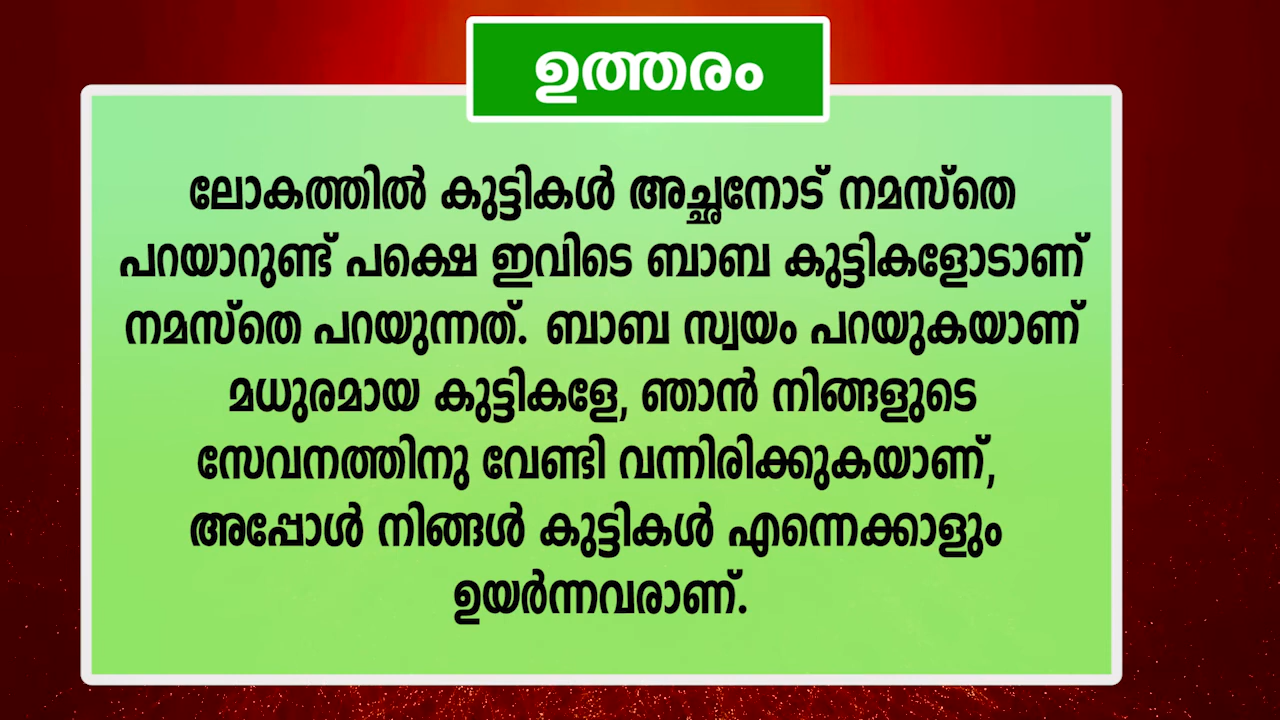 ഉത്തരം
ലോകത്തിൽ കുട്ടികൾ അച്ഛനോട് നമസ്തെ
പറയാറുണ്ട് പക്ഷെ ഇവിടെ ബാബ കുട്ടികളോടാണ്
നമസ്തെ പറയുന്നത്. ബാബ സ്വയം പറയുകയാണ്
മധുരമായ കുട്ടികളേ, ഞാൻ നിങ്ങളുടെ
സേവനത്തിനു വേണ്ടി വന്നിരിക്കുകയാണ്,
അപ്പോൾ നിങ്ങൾ കുട്ടികൾ എന്നെക്കാളും
ഉയർന്നവരാണ്.